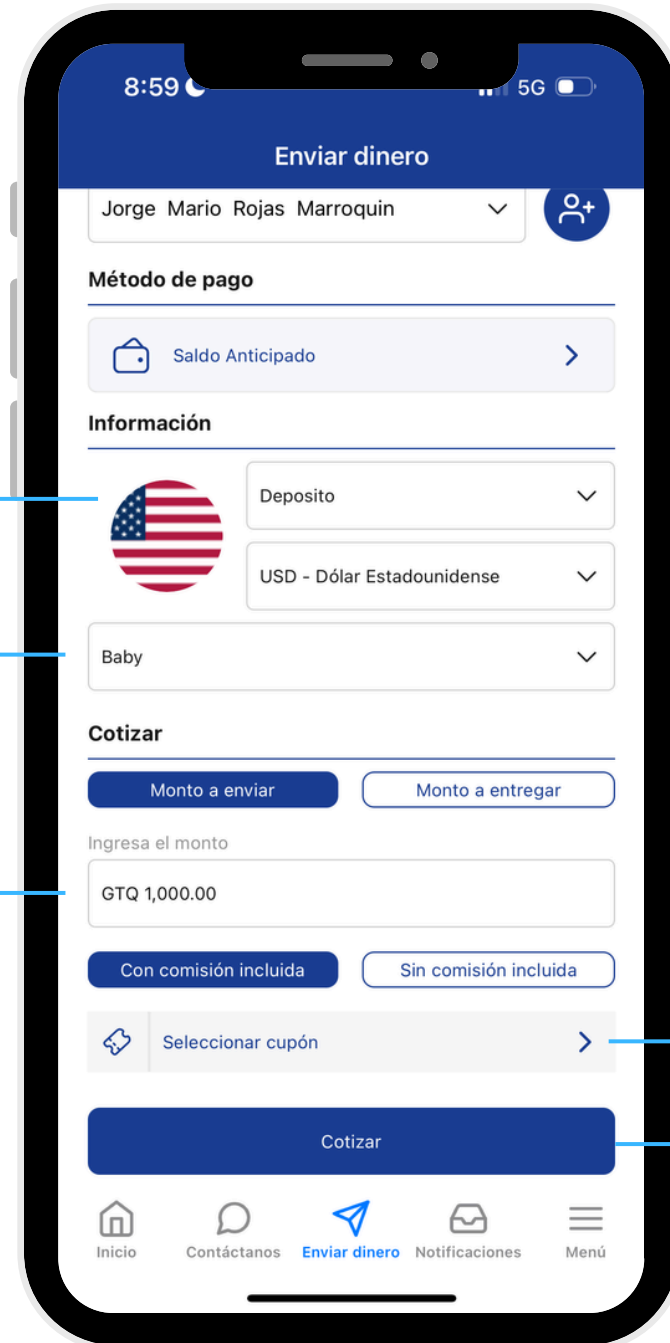 8:59
5G
Enviar dinero
Jorge Mario Rojas Marroquin
Método de pago
Saldo Anticipado
Información
Deposito
USD - Dólar Estadounidense
Baby
Cotizar
Monto a enviar
Monto a entregar
Ingresa el monto
GTQ 1,000.00
Con comisión incluida
Sin comisión incluida
Seleccionar cupón
Cotizar
Inicio
Contáctanos
Enviar dinero
Notificaciones
Menú